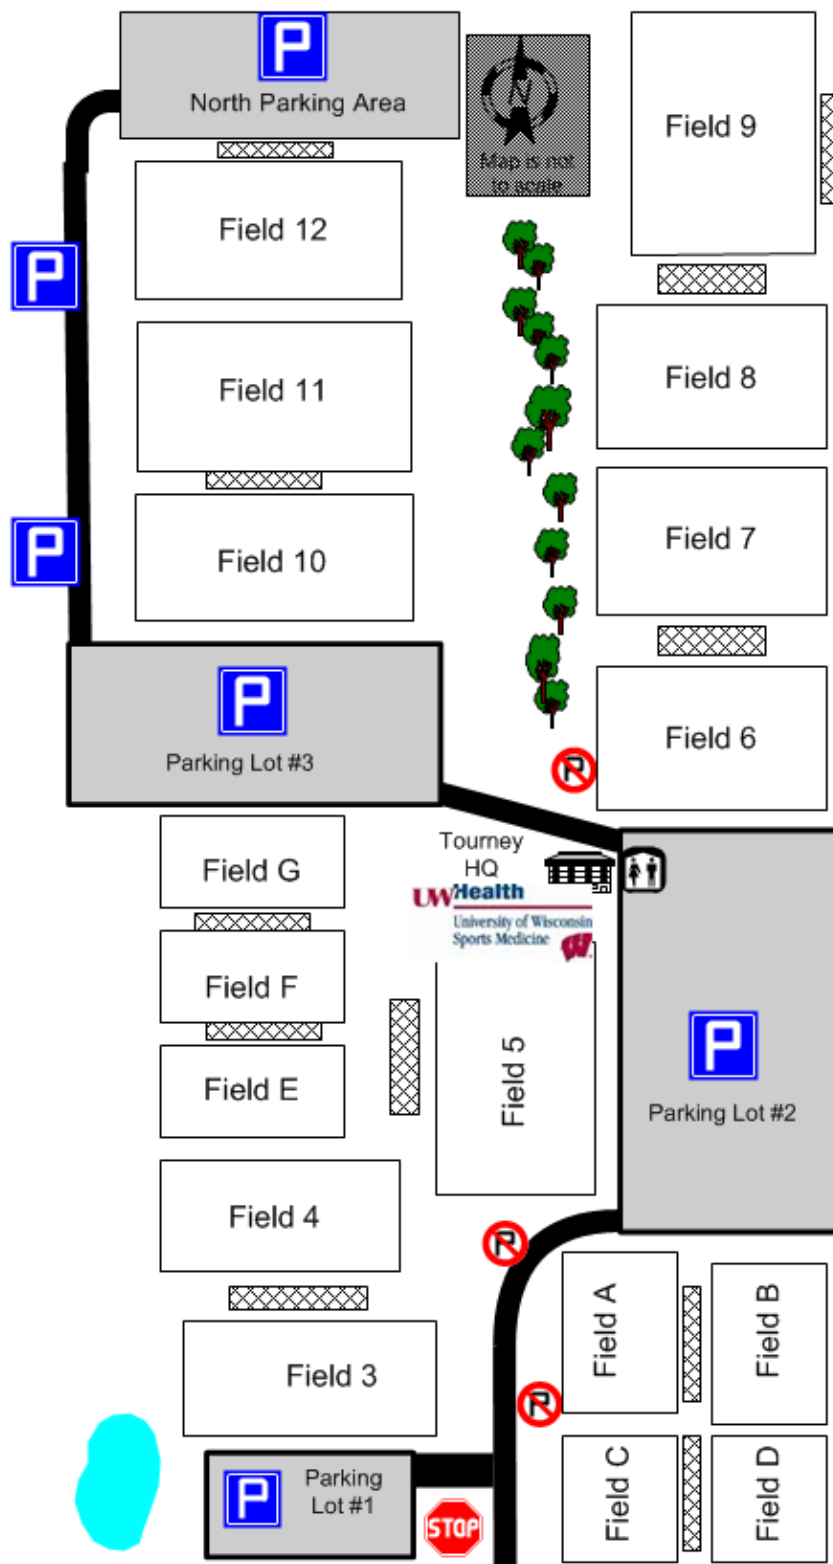 P
North Parking Area
N
Map is not
to scale
Field 9
Field 12
P
Field 11
Field 8
Field 10
P
Field 7
P
Parking Lot #3
Field 6
P
Tourney
HQ
UWHealth
University of Wisconsin
Sports Medicine
W
Field G
Field F
Field E
Field 5
P
Parking Lot #2
Field 4
P
Field A
Field B
Field 3
P
P
Parking
Lot #1
STOP
Field C
Field D